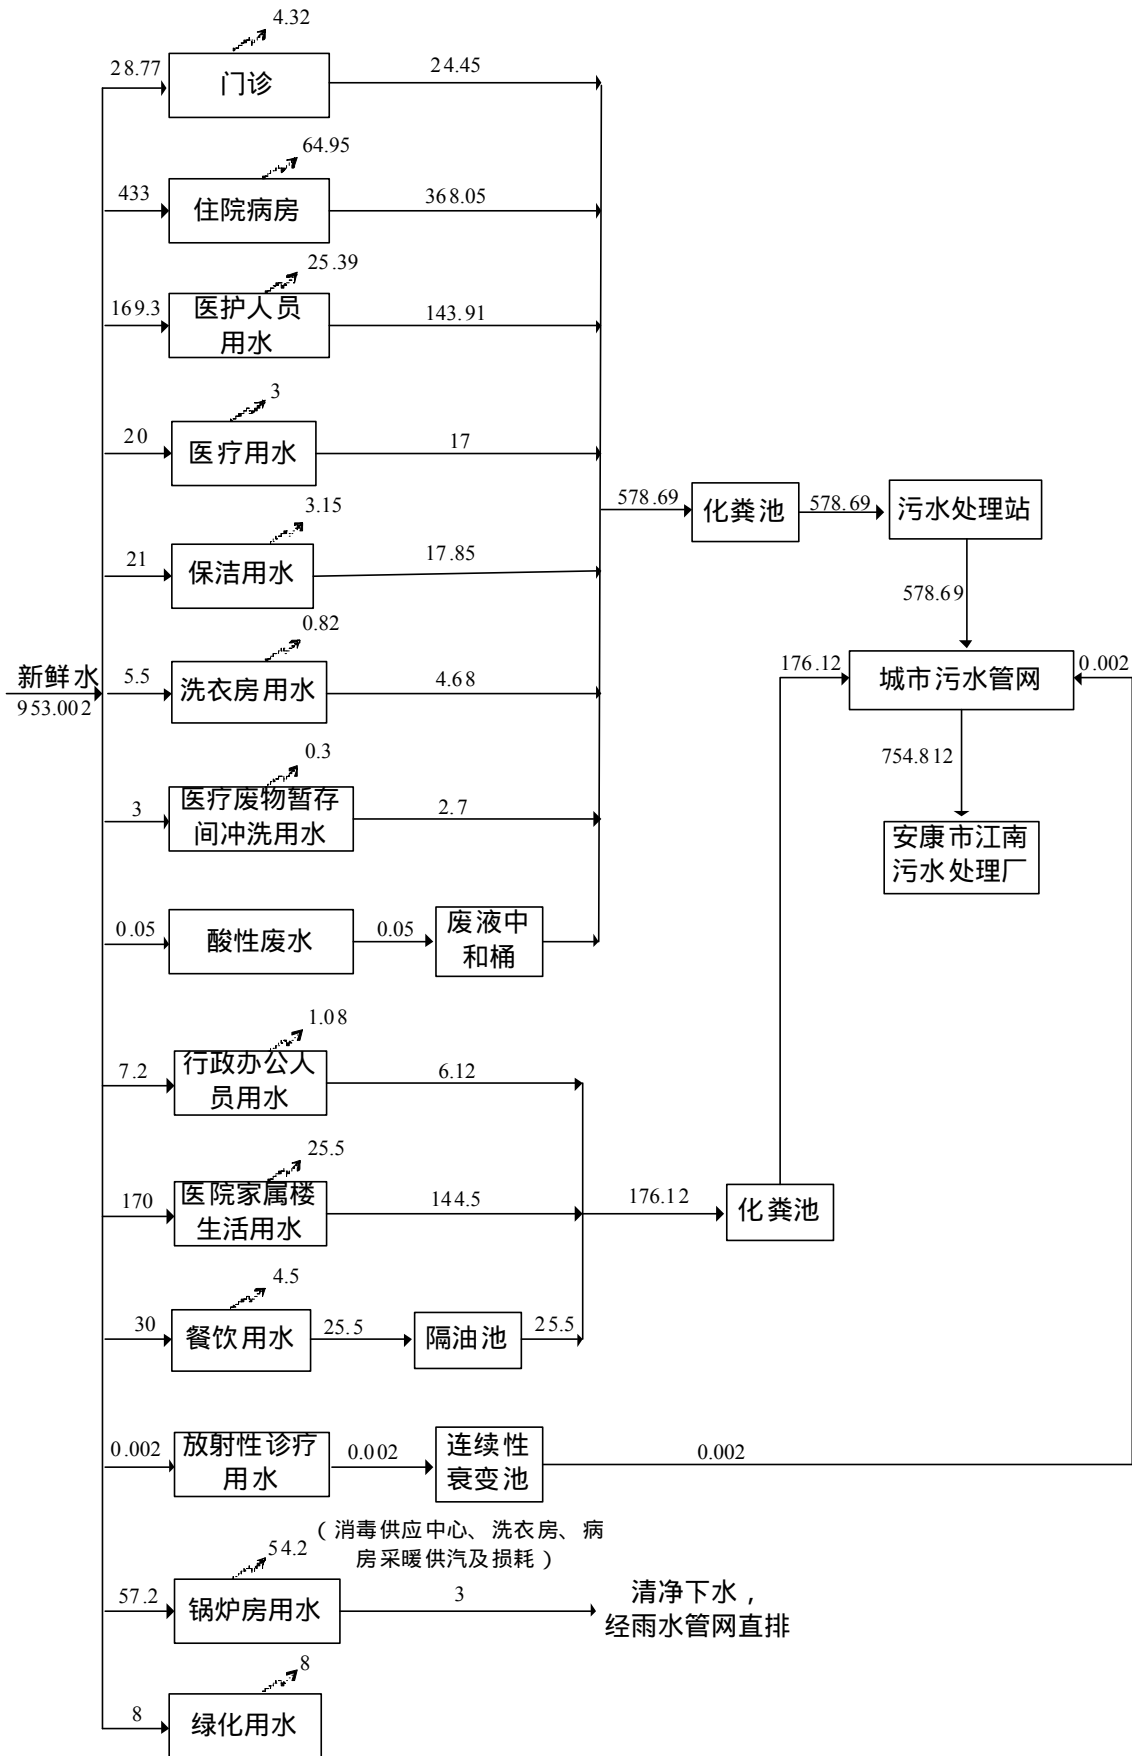 4.32
28.77
门诊
24.45
64.95
433
住院病房
368.05
25.39
169.3
医护人员
用水
143.91
3
20
医疗用水
17
578.69
化粪池
578.69
污水处理站
3.15
21
保洁用水
17.85
578.69
0.82
新鲜水
953.002
5.5
洗衣房用水
4.68
176.12
城市污水管网
0.002
754.812
0.3
3
医疗废物暂存
间冲洗用水
2.7
安康市江南
污水处理厂
0.05
酸性废水
0.05
废液中
和桶
1.08
7.2
行政办公人
员用水
6.12
25.5
170
医院家属楼
生活用水
144.5
176.12
化粪池
4.5
30
餐饮用水
25.5
隔油池
25.5
0.002
放射性诊疗
用水
0.002
连续性
衰变池
0.002
（消毒供应中心、洗衣房、病
房采暖供汽及损耗）
54.2
57.2
锅炉房用水
3
清净下水，
经雨水管网直排
8
8
绿化用水